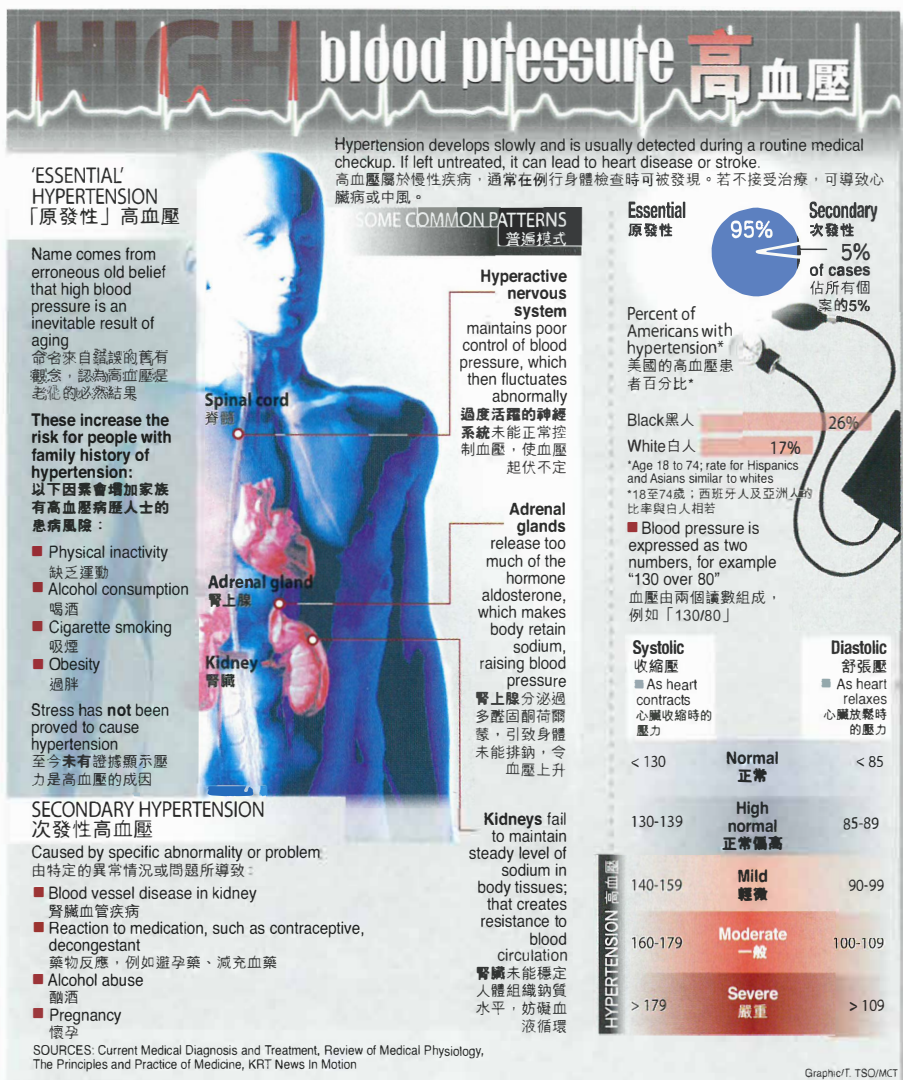 HIGH blood pressure 高血壓
Hypertension develops slowly and is usually detected during a routine medical
checkup. If left untreated, it can lead to heart disease or stroke.
高血壓屬於慢性疾病，通常在例行身體檢查時可被發現。若不接受治療，可導致心
臟病或中風。
'ESSENTIAL'
HYPERTENSION
「原發性」高血壓
Name comes from
erroneous old belief
that high blood
pressure is an
inevitable result of
aging
命名來自錯誤的舊有
觀念，認為高血壓是
老化的必然結果
These increase the
risk for people with
family history of
hypertension:
以下因素會增加家族
有高血壓病歷人士的
患病風險：
Physical inactivity
缺乏運動
Alcohol consumption
喝酒
Cigarette smoking
吸煙
Obesity
過胖
Stress has not been
proved to cause
hypertension
至今未有證據顯示壓
力是高血壓的成因
SECONDARY HYPERTENSION
次發性高血壓
Caused by specific abnormality or problem:
由特定的異常情況或問題所導致：
Blood vessel disease in kidney
腎臟血管疾病
Reaction to medication, such as contraceptive,
decongestant
藥物反應，例如避孕藥、減充血藥
Alcohol abuse
酗酒
Pregnancy
懷孕
Spinal cord
脊髓
Adrenal gland
腎上腺
Kidney
腎臟
SOME COMMON PATTERNS
普遍模式
Hyperactive
nervous
system
maintains poor
control of blood
pressure, which
then fluctuates
abnormally
過度活躍的神經
系統未能正常控
制血壓，使血壓
起伏不定
Adrenal
glands
release too
much of the
hormone
aldosterone,
which makes
body retain
sodium,
raising blood
pressure
腎上腺分泌過
多醛固酮荷爾
蒙，引致身體
未能排鈉，令
血壓上升
Kidneys fail
to maintain
steady level of
sodium in
body tissues;
that creates
resistance to
blood
circulation
腎臟未能穩定
人體組織鈉質
水平，妨礙血
液循環
Essential
原發性
95%
Secondary
次發性
5%
of cases
佔所有個
案的5%
Percent of
Americans with
hypertension*
美國的高血壓患
者百分比*
Black黑人 26%
White白人 17%
*Age 18 to 74; rate for Hispanics
and Asians similar to whites
*18至74歲；西班牙人及亞洲人的
比率與白人相若
Blood pressure is
expressed as two
numbers, for example
"130 over 80"
血壓由兩個讀數組成，
例如「130/80」
Systolic
收縮壓
As heart
contracts
心臟收縮時的
壓力
Diastolic
舒張壓
As heart
relaxes
心臟放鬆時
的壓力
< 130 Normal < 85
正常
130-139 High normal 85-89
正常偏高
HYPERTENSION 高血壓
140-159 Mild 90-99
輕微
160-179 Moderate 100-109
一般
> 179 Severe > 109
嚴重
SOURCES: Current Medical Diagnosis and Treatment, Review of Medical Physiology,
The Principles and Practice of Medicine, KRT News In Motion
Graphic/T. TSO/MCT